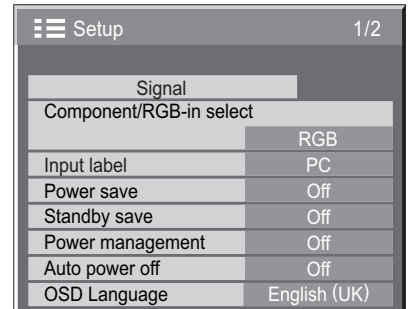 Setup 1/2
Signal
Component/RGB-in select
RGB
Input label PC
Power save Off
Standby save Off
Power management Off
Auto power off Off
OSD Language English (UK)